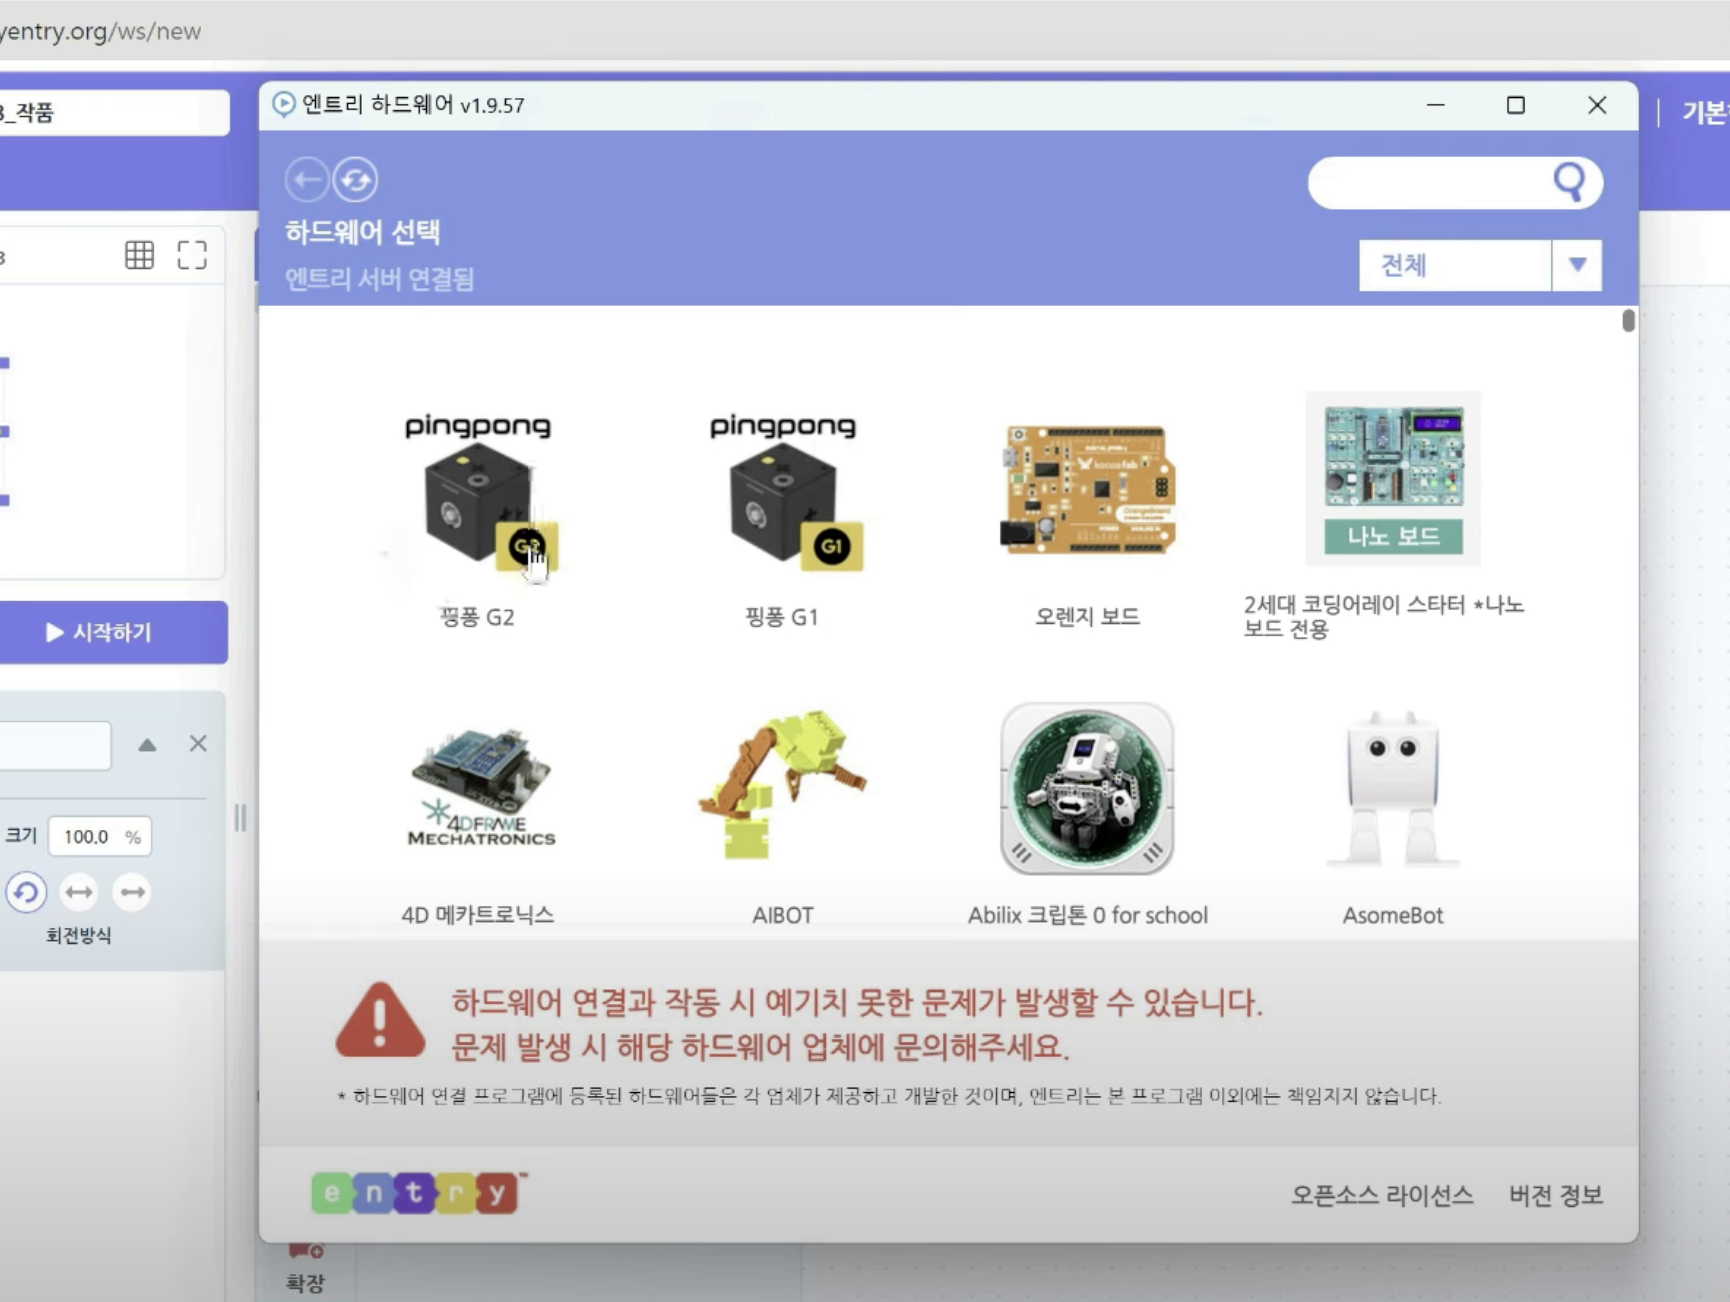 yentry.org/ws/new
_작품
엔트리 하드웨어 v1.9.57
기본
하드웨어 선택
엔트리 서버 연결됨
전체
pingpong
G2
핑퐁 G2
pingpong
G1
핑퐁 G1
kocoafab
OrangeBoard
오렌지 보드
나노 보드
2세대 코딩어레이 스타터 *나노
보드 전용
시작하기
크기 100.0 %
회전방식
4DFRAME
MECHATRONICS
4D 메카트로닉스
AIBOT
Abilix 크립톤 0 for school
AsomeBot
하드웨어 연결과 작동 시 예기치 못한 문제가 발생할 수 있습니다.
문제 발생 시 해당 하드웨어 업체에 문의해주세요.
* 하드웨어 연결 프로그램에 등록된 하드웨어들은 각 업체가 제공하고 개발한 것이며, 엔트리는 본 프로그램 이외에는 책임지지 않습니다.
entry™
오픈소스 라이선스 버전 정보
확장